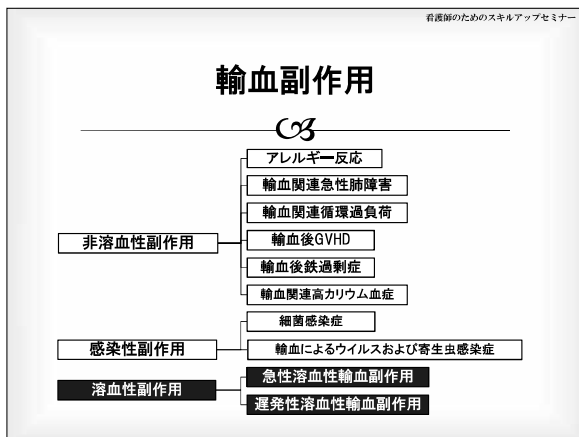 看護師のためのスキルアップセミナー
輸血副作用
アレルギー反応
輸血関連急性肺障害
輸血関連循環過負荷
非溶血性副作用
輸血後GVHD
輸血後鉄過剰症
輸血関連高カリウム血症
細菌感染症
感染性副作用
輸血によるウイルスおよび寄生虫感染症
急性溶血性輸血副作用
溶血性副作用
遅発性溶血性輸血副作用